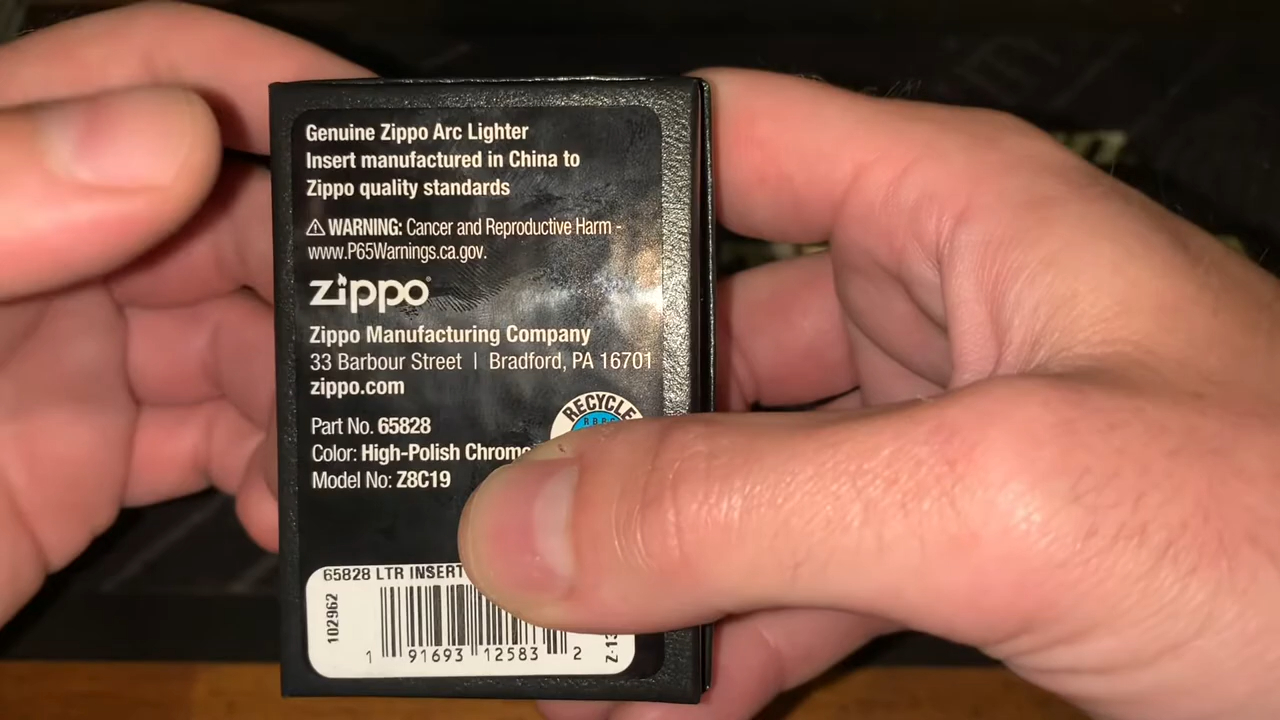 Genuine Zippo Arc Lighter
Insert manufactured in China to
Zippo quality standards
⚠ WARNING: Cancer and Reproductive Harm -
www.P65Warnings.ca.gov.
zippo®
Zippo Manufacturing Company
33 Barbour Street | Bradford, PA 16701
zippo.com
RECYCLE
RBRC
Part No. 65828
Color: High-Polish Chrome
Model No: Z8C19
65828 LTR INSERT
102962
1 91693 12583 2